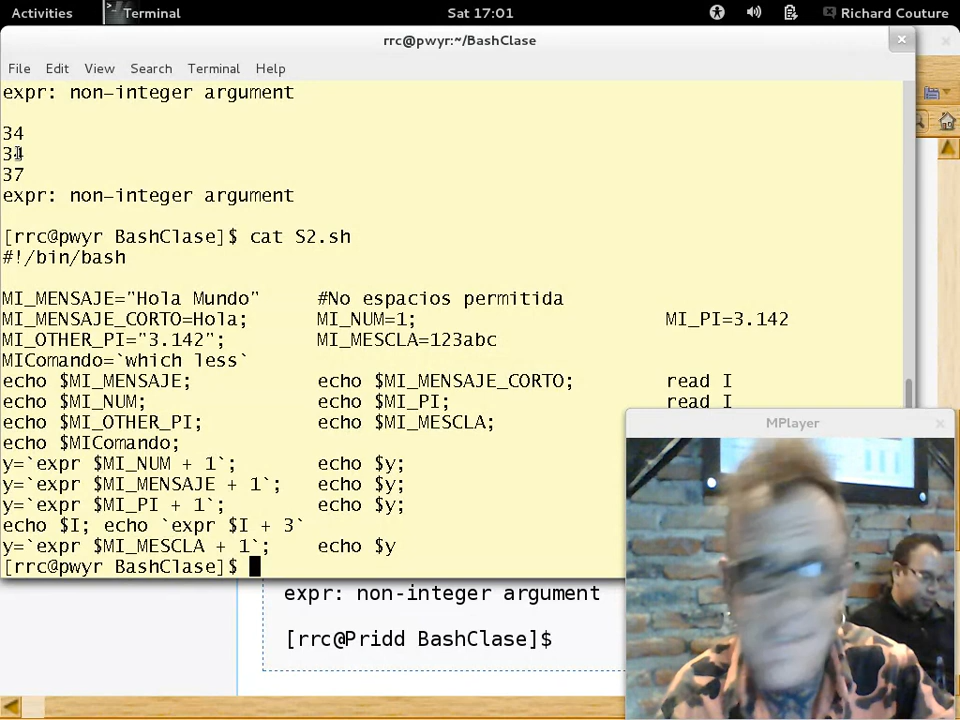 Activities Terminal Sat 17:01 Richard Couture
rrc@pwyr:~/BashClase
File Edit View Search Terminal Help
expr: non-integer argument
34
34
37
expr: non-integer argument
[rrc@pwyr BashClase]$ cat S2.sh
#!/bin/bash
MI_MENSAJE="Hola Mundo" #No espacios permitida
MI_MENSAJE_CORTO=Hola; MI_NUM=1; MI_PI=3.142
MI_OTHER_PI="3.142"; MI_MESCLA=123abc
MIComando=`which less`
echo $MI_MENSAJE; echo $MI_MENSAJE_CORTO; read I
echo $MI_NUM; echo $MI_PI; read I
echo $MI_OTHER_PI; echo $MI_MESCLA;
echo $MIComando;
y=`expr $MI_NUM + 1`; echo $y;
y=`expr $MI_MENSAJE + 1`; echo $y;
y=`expr $MI_PI + 1`; echo $y;
echo $I; echo `expr $I + 3`
y=`expr $MI_MESCLA + 1`; echo $y
[rrc@pwyr BashClase]$
MPlayer
expr: non-integer argument
[rrc@Pridd BashClase]$